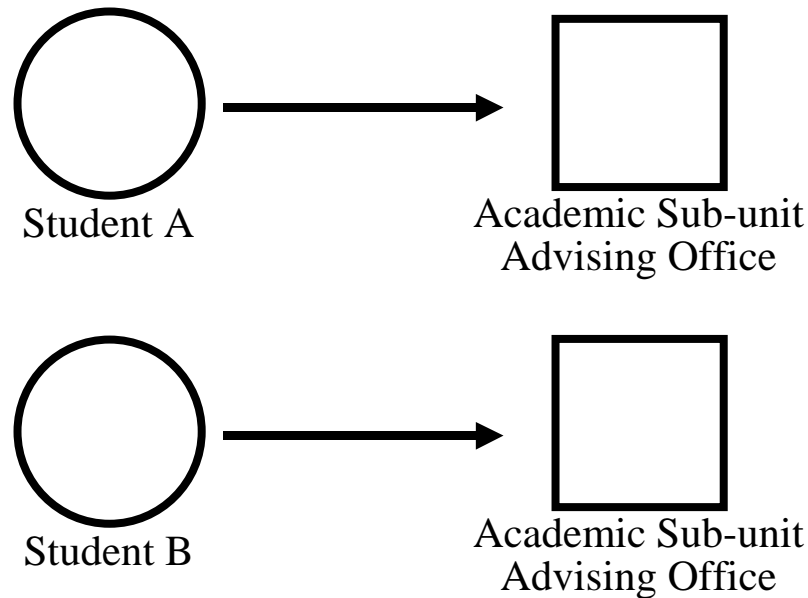 Student A
Academic Sub-unit
Advising Office
Student B
Academic Sub-unit
Advising Office